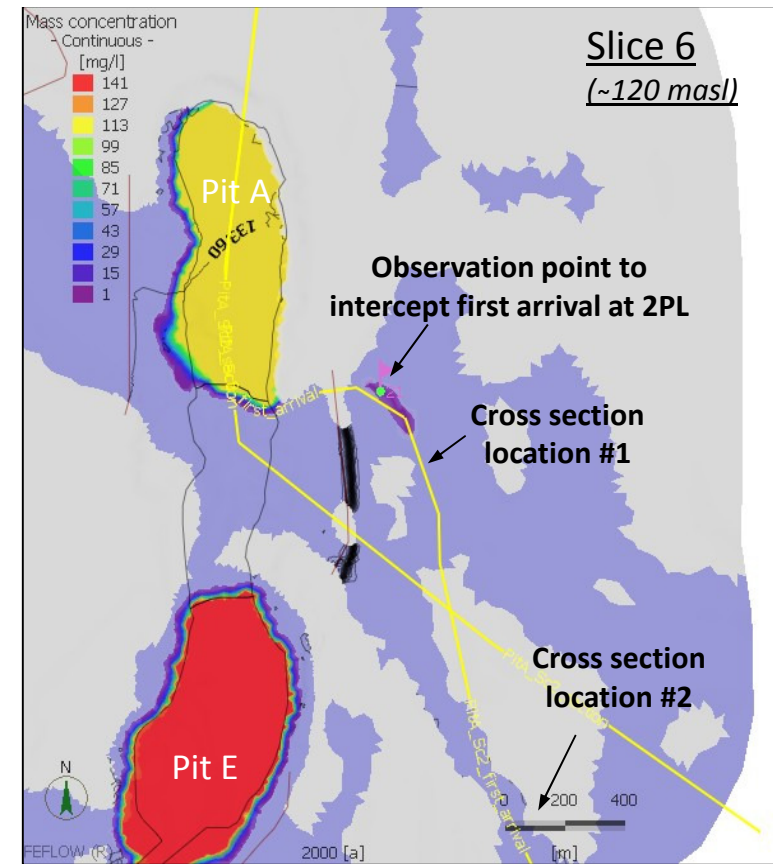 Mass concentration
- Continuous -
[mg/l]
141
127
113
99
85
71
57
43
29
15
1
Slice 6
(~120 masl)
Pit A
133.60
Observation point to
intercept first arrival at 2PL
first_arrival
Cross section
location #1
Cross section
location #2
PitA_Sc2_first_arrival
Pit E
N
0 200 400
FEFLOW (R)
2000 [a]
[m]